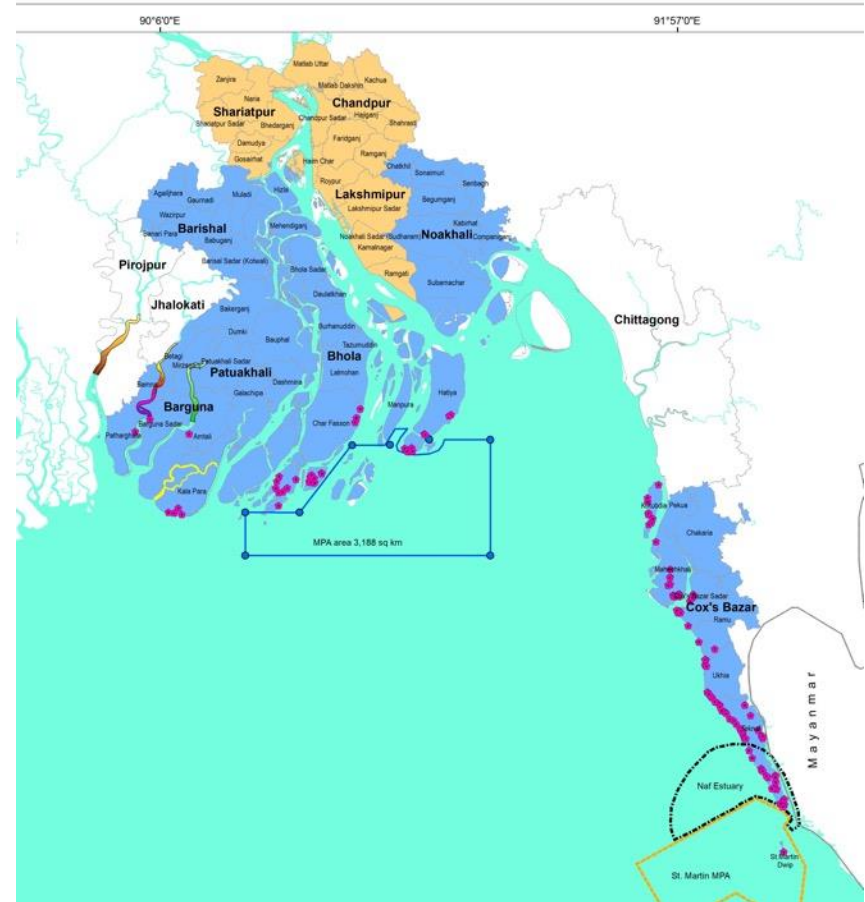 90°6'0"E
91°57'0"E
Matlab Uttar
Zanjira
Matlab Dakshin
Kachua
Naria
Chandpur
Shariatpur
Hajiganj
Shariatpur Sadar
Bhedarganj
Chandpur Sadar
Shahrasti
Damudya
Faridganj
Gosairhat
Haim Char
Ramganj
Chatkhil
Sonaimuri
Roypur
Senbagh
Agailjhara
Gaurnadi
Muladi
Hizla
Lakshmipur
Begumganj
Wazirpur
Lakshmipur Sadar
Kabirhat
Barishal
Mehendiganj
Noakhali
Companiganj
Banari Para
Babuganj
Noakhali Sadar (Sudharam)
Kamalnagar
Pirojpur
Barisal Sadar (Kotwali)
Bhola Sadar
Ramgati
Subarnachar
Jhalokati
Daulatkhan
Bakerganj
Chittagong
Dumki
Burhanuddin
Betagi
Mirzaganj
Patuakhali Sadar
Bauphal
Tazumuddin
Bhola
Lalmohan
Patuakhali
Bamna
Dashmina
Barguna
Galachipa
Manpura
Hatiya
Barguna Sadar
Char Fasson
Patharghata
Amtali
Kala Para
MPA area 3,188 sq km
Kutubdia
Pekua
Chakaria
Maheshkhali
Cox's Bazar Sadar
Cox's Bazar
Ramu
Ukhia
Mayanmar
Teknaf
Naf Estuary
St.Martin
Dwip
St. Martin MPA